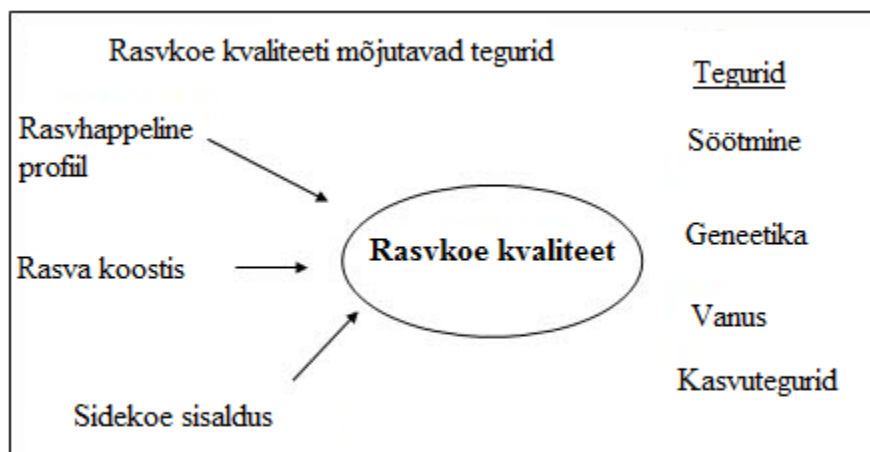 Rasvkoe kvaliteeti mõjutavad tegurid
Rasvhappeline
profiil
Rasva koostis
Sidekoe sisaldus
Rasvkoe kvaliteet
Tegurid
Söötmine
Geneetika
Vanus
Kasvutegurid